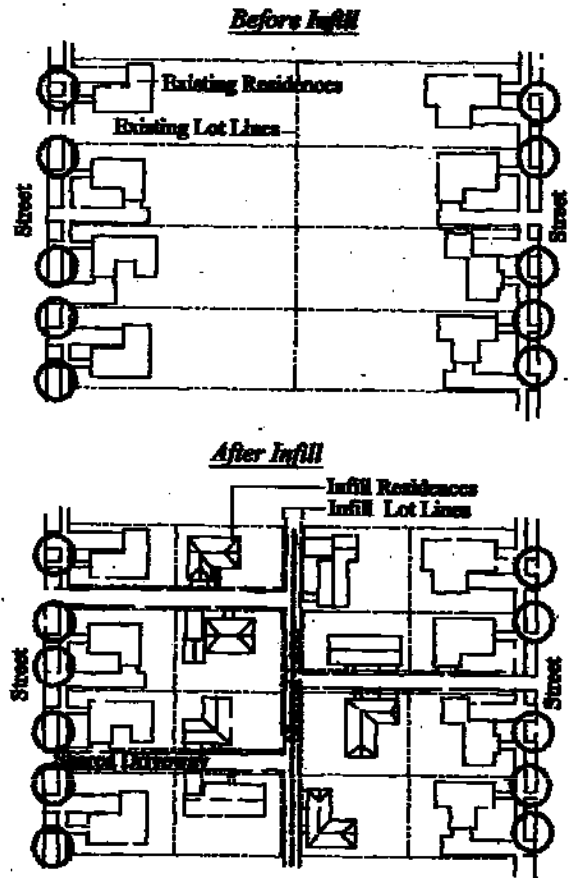 Before Infill
Existing Residences
Existing Lot Lines
Street
Street
After Infill
Infill Residences
Infill Lot Lines
Street
Street
Shared Driveway